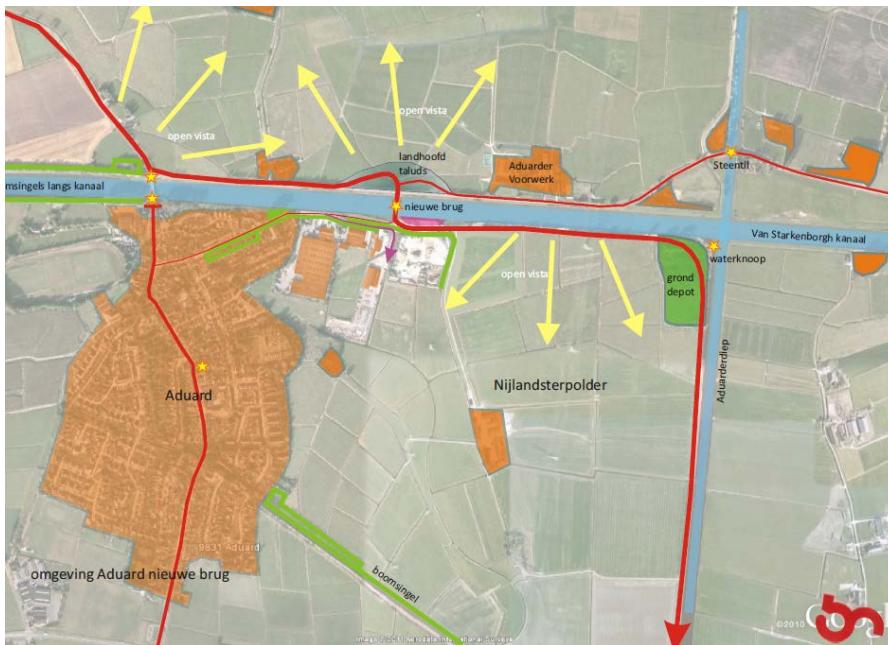 open vista
open vista
landhoofd
taluds
Aduarder
Voorwerk
Steentil
msingels langs kanaal
nieuwe brug
Van Starkenborgh kanaal
waterknoop
open vista
grond
depot
Aduarderdiep
Nijlandsterpolder
Aduard
9831 Aduard
omgeving Aduard nieuwe brug
boomsingel
©2010